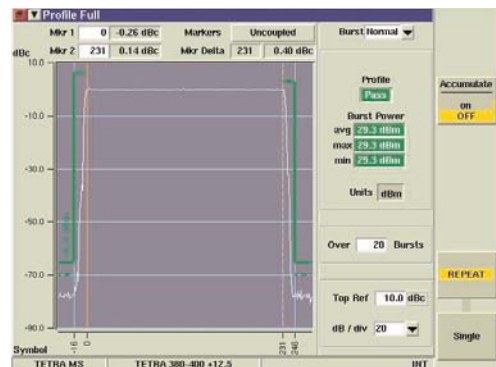 Profile Full
Mkr 1 0 -0.26 dBc Markers Uncoupled
Mkr 2 231 0.14 dBc Mkr Delta 231 0.40 dBc
Burst Normal
dBc
10.0
-10.0
-30.0
-50.0
-70.0
-90.0
Symbol
-16
0
231
246
Profile
Pass
Burst Power
avg 29.3 dBm
max 29.3 dBm
min 29.3 dBm
Units dBm
Over 20 Bursts
Top Ref 10.0 dBc
dB / div 20
Accumulate
on
OFF
REPEAT
Single
TETRA MS TETRA 380-400 +12.5 INT